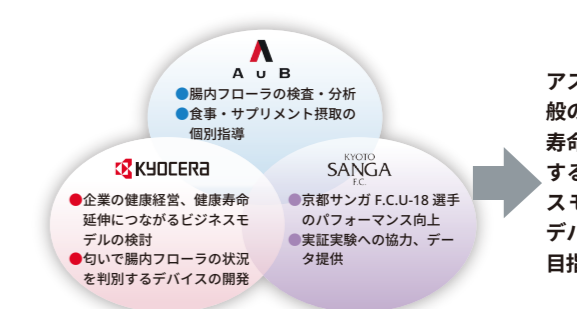 AuB
●腸内フローラの検査・分析
●食事・サプリメント摂取の
個別指導
KYOCERA
●企業の健康経営、健康寿命
延伸につながるビジネスモ
デルの検討
●匂いで腸内フローラの状況
を判別するデバイスの開発
KYOTO
SANGA
F.C.
●京都サンガ F.C.U-18 選手
のパフォーマンス向上
●実証実験への協力、デー
タ提供
アス
般の
寿命
する
スモ
デバ
目指